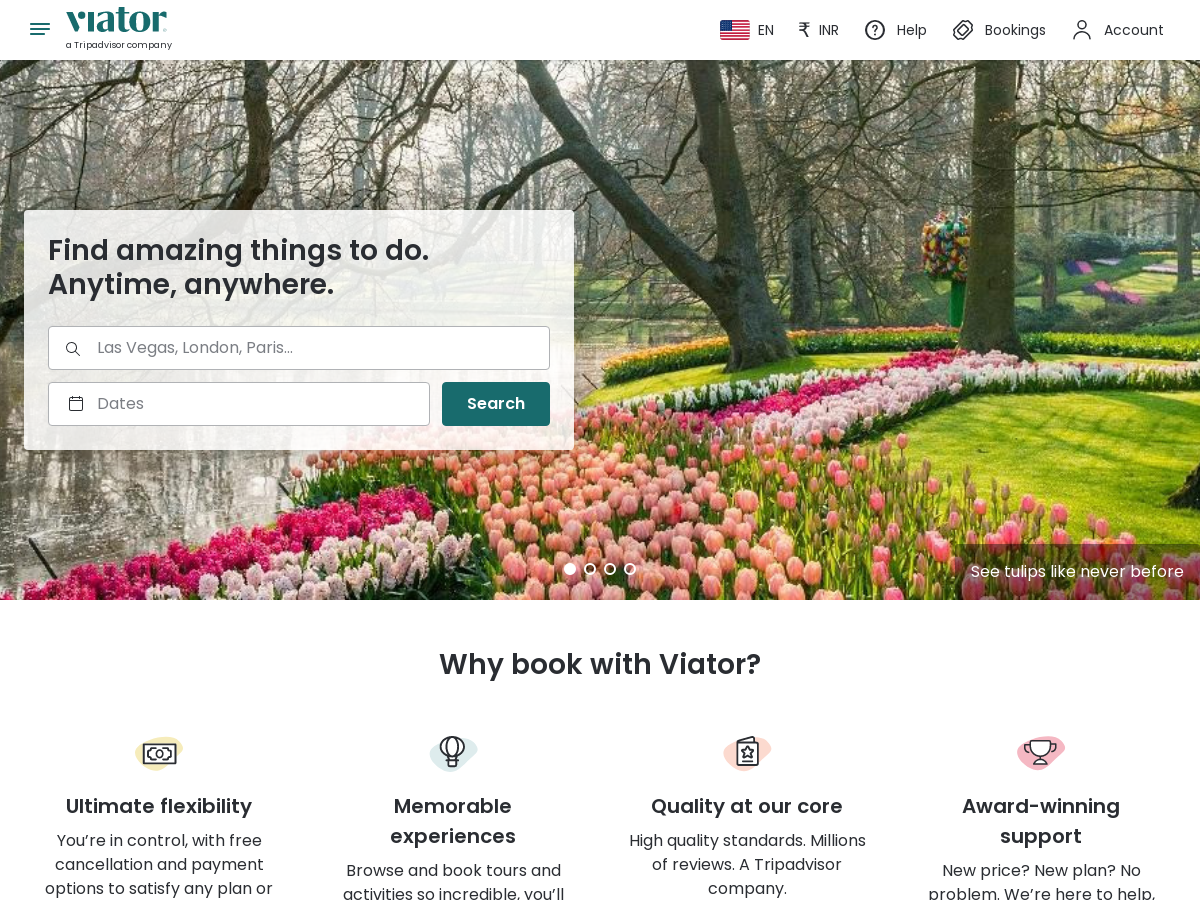 viator
a Tripadvisor company
EN
₹ INR
Help
Bookings
Account
Find amazing things to do.
Anytime, anywhere.
Las Vegas, London, Paris...
Dates
Search
See tulips like never before
Why book with Viator?
Ultimate flexibility
You’re in control, with free
cancellation and payment
options to satisfy any plan or
Memorable
experiences
Browse and book tours and
activities so incredible, you’ll
Quality at our core
High quality standards. Millions
of reviews. A Tripadvisor
company.
Award-winning
support
New price? New plan? No
problem. We’re here to help,